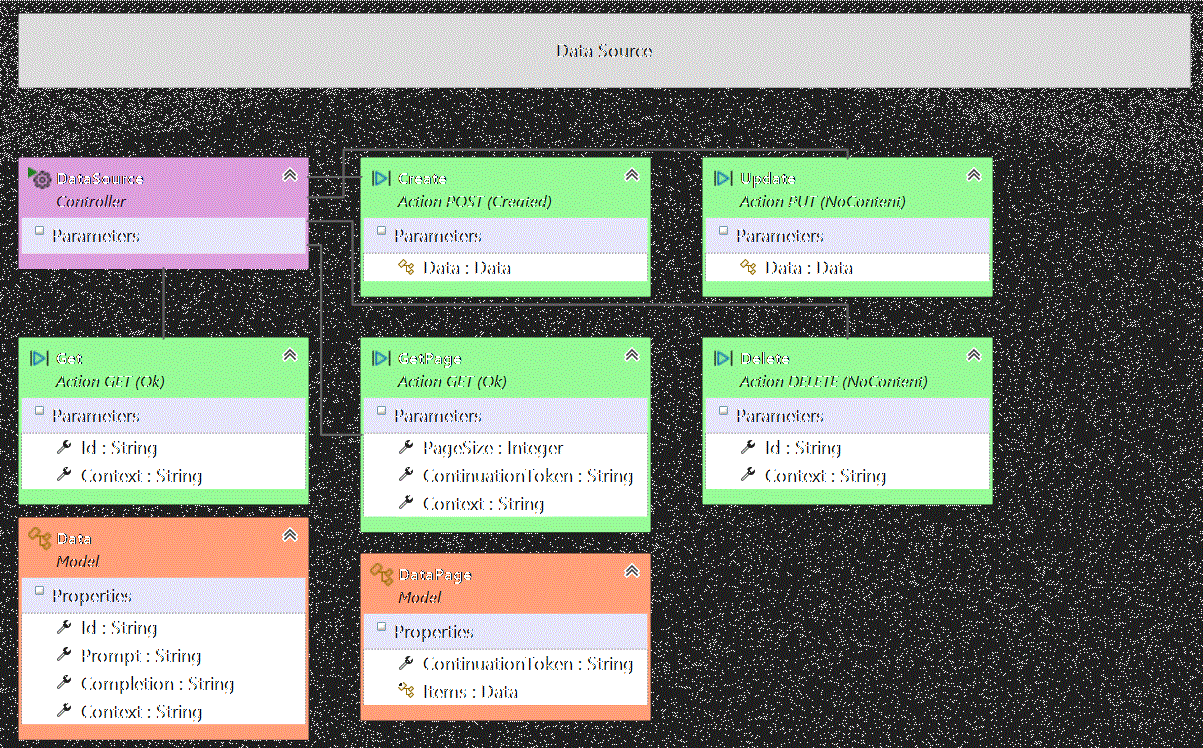 Data Source
DataSource
Controller
Parameters
Create
Action POST (Created)
Parameters
Data : Data
Update
Action PUT (NoContent)
Parameters
Data : Data
Get
Action GET (Ok)
Parameters
Id : String
Context : String
GetPage
Action GET (Ok)
Parameters
PageSize : Integer
ContinuationToken : String
Context : String
Delete
Action DELETE (NoContent)
Parameters
Id : String
Context : String
Data
Model
Properties
Id : String
Prompt : String
Completion : String
Context : String
DataPage
Model
Properties
ContinuationToken : String
Items : Data